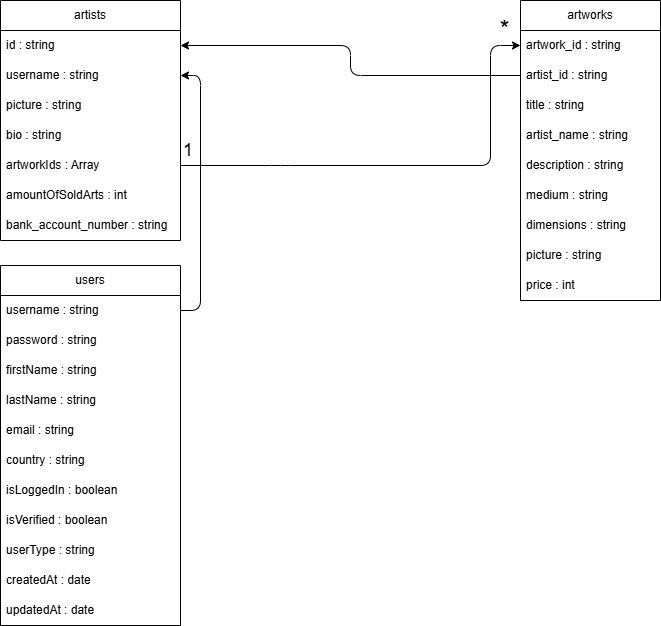 artists
id : string
username : string
picture : string
bio : string
artworkIds : Array
amountOfSoldArts : int
bank_account_number : string
1
*
artworks
artwork_id : string
artist_id : string
title : string
artist_name : string
description : string
medium : string
dimensions : string
picture : string
price : int
users
username : string
password : string
firstName : string
lastName : string
email : string
country : string
isLoggedIn : boolean
isVerified : boolean
userType : string
createdAt : date
updatedAt : date